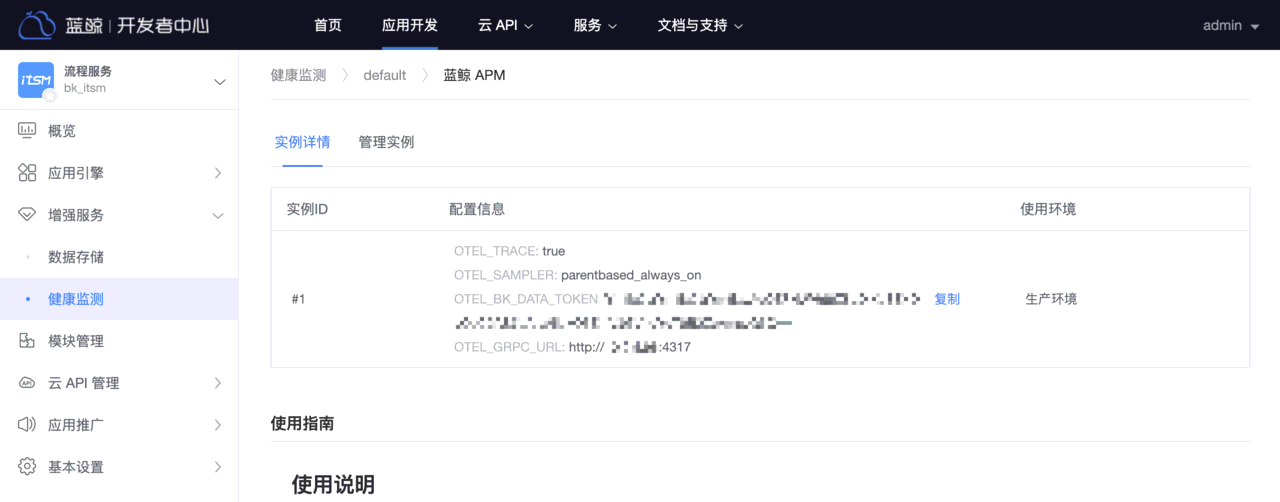 蓝鲸 | 开发者中心
首页
应用开发
云 API
服务
文档与支持
admin
iTSM
流程服务
bk_itsm
概览
应用引擎
增强服务
数据存储
健康监测
模块管理
API
云 API 管理
应用推广
基本设置
健康监测
default
蓝鲸 APM
实例详情
管理实例
实例ID
配置信息
使用环境
#1
OTEL_TRACE: true
OTEL_SAMPLER: parentbased_always_on
OTEL_BK_DATA_TOKEN
复制
OTEL_GRPC_URL: http://
:4317
生产环境
使用指南
使用说明